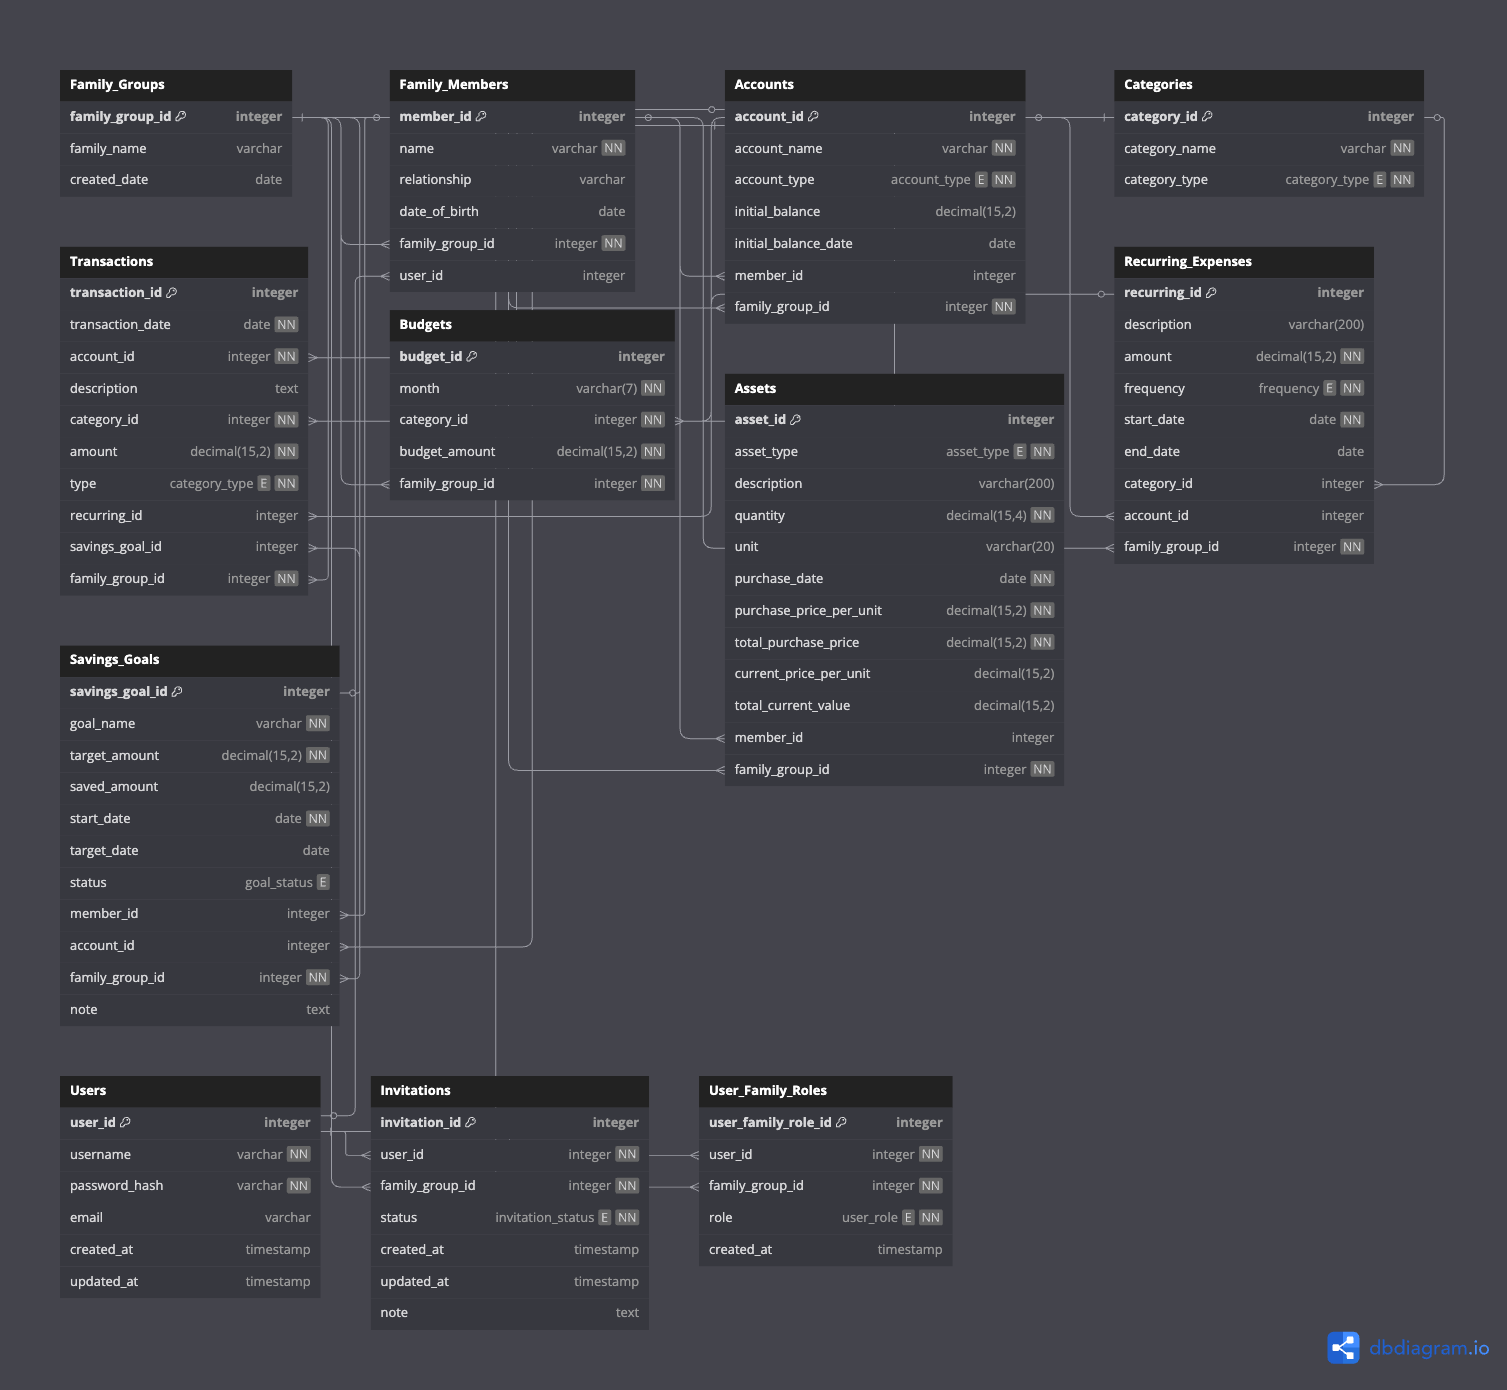 Family_Groups
family_group_id integer
family_name varchar
created_date date
Family_Members
member_id integer
name varchar NN
relationship varchar
date_of_birth date
family_group_id integer NN
user_id integer
Accounts
account_id integer
account_name varchar NN
account_type account_type E NN
initial_balance decimal(15,2)
initial_balance_date date
member_id integer
family_group_id integer NN
Categories
category_id integer
category_name varchar NN
category_type category_type E NN
Transactions
transaction_id integer
transaction_date date NN
account_id integer NN
description text
category_id integer NN
amount decimal(15,2) NN
type category_type E NN
recurring_id integer
savings_goal_id integer
family_group_id integer NN
Budgets
budget_id integer
month varchar(7) NN
category_id integer NN
budget_amount decimal(15,2) NN
family_group_id integer NN
Assets
asset_id integer
asset_type asset_type E NN
description varchar(200)
quantity decimal(15,4) NN
unit varchar(20)
purchase_date date NN
purchase_price_per_unit decimal(15,2) NN
total_purchase_price decimal(15,2) NN
current_price_per_unit decimal(15,2)
total_current_value decimal(15,2)
member_id integer
family_group_id integer NN
Recurring_Expenses
recurring_id integer
description varchar(200)
amount decimal(15,2) NN
frequency frequency E NN
start_date date NN
end_date date
category_id integer
account_id integer
family_group_id integer NN
Savings_Goals
savings_goal_id integer
goal_name varchar NN
target_amount decimal(15,2) NN
saved_amount decimal(15,2)
start_date date NN
target_date date
status goal_status E
member_id integer
account_id integer
family_group_id integer NN
note text
Users
user_id integer
username varchar NN
password_hash varchar NN
email varchar
created_at timestamp
updated_at timestamp
Invitations
invitation_id integer
user_id integer NN
family_group_id integer NN
status invitation_status E NN
created_at timestamp
updated_at timestamp
note text
User_Family_Roles
user_family_role_id integer
user_id integer NN
family_group_id integer NN
role user_role E NN
created_at timestamp
dbdiagram.io